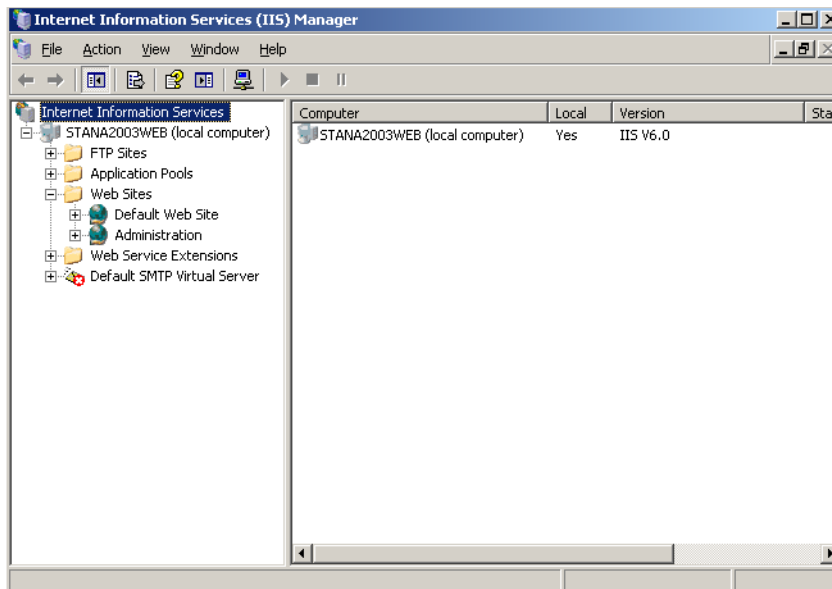 Internet Information Services (IIS) Manager
File Action View Window Help
Internet Information Services
STANA2003WEB (local computer)
FTP Sites
Application Pools
Web Sites
Default Web Site
Administration
Web Service Extensions
Default SMTP Virtual Server
Computer Local Version Sta
STANA2003WEB (local computer) Yes IIS V6.0